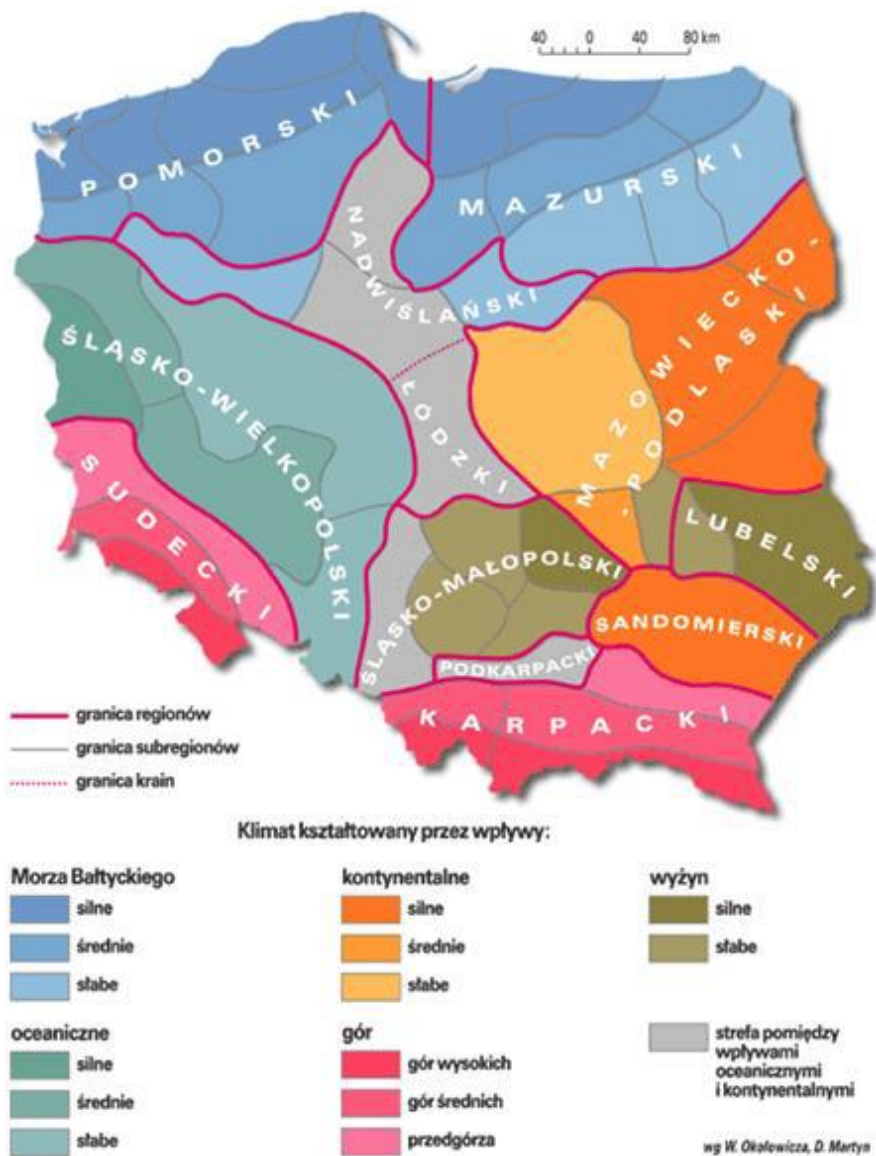 40 0 40 80 km
POMORSKI
MAZURSKI
NADWIŚLAŃSKI
MAZOWIECKO-
-PODLASKI
ŚLĄSKO-WIELKOPOLSKI
ŁÓDZKI
SUDECKI
LUBELSKI
ŚLĄSKO-MAŁOPOLSKI
SANDOMIERSKI
PODKARPACKI
KARPACKI
granica regionów
granica subregionów
granica krain
Klimat kształtowany przez wpływy:
Morza Bałtyckiego
silne
średnie
słabe
kontynentalne
silne
średnie
słabe
wyżyn
silne
słabe
oceaniczne
silne
średnie
słabe
gór
gór wysokich
gór średnich
przedgórza
strefa pomiędzy
wpływami
oceanicznymi
i kontynentalnymi
wg W. Okołowicza, D. Martyn